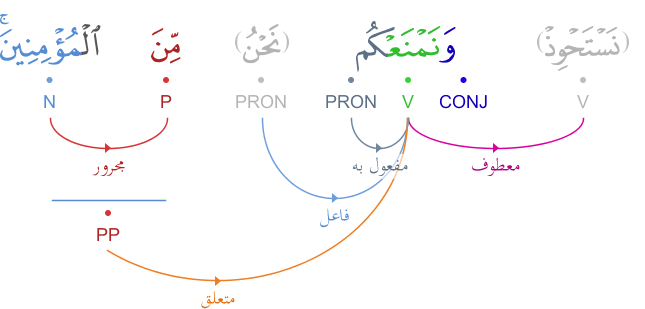 (نَسْتَحْوِذْ) وَنَمْنَعْكُم (نَحْنُ) مِّنَ ٱلْمُؤْمِنِينَ ۚ
V CONJ V PRON PRON P N
معطوف مفعول به مجرور
فاعل
PP
متعلق